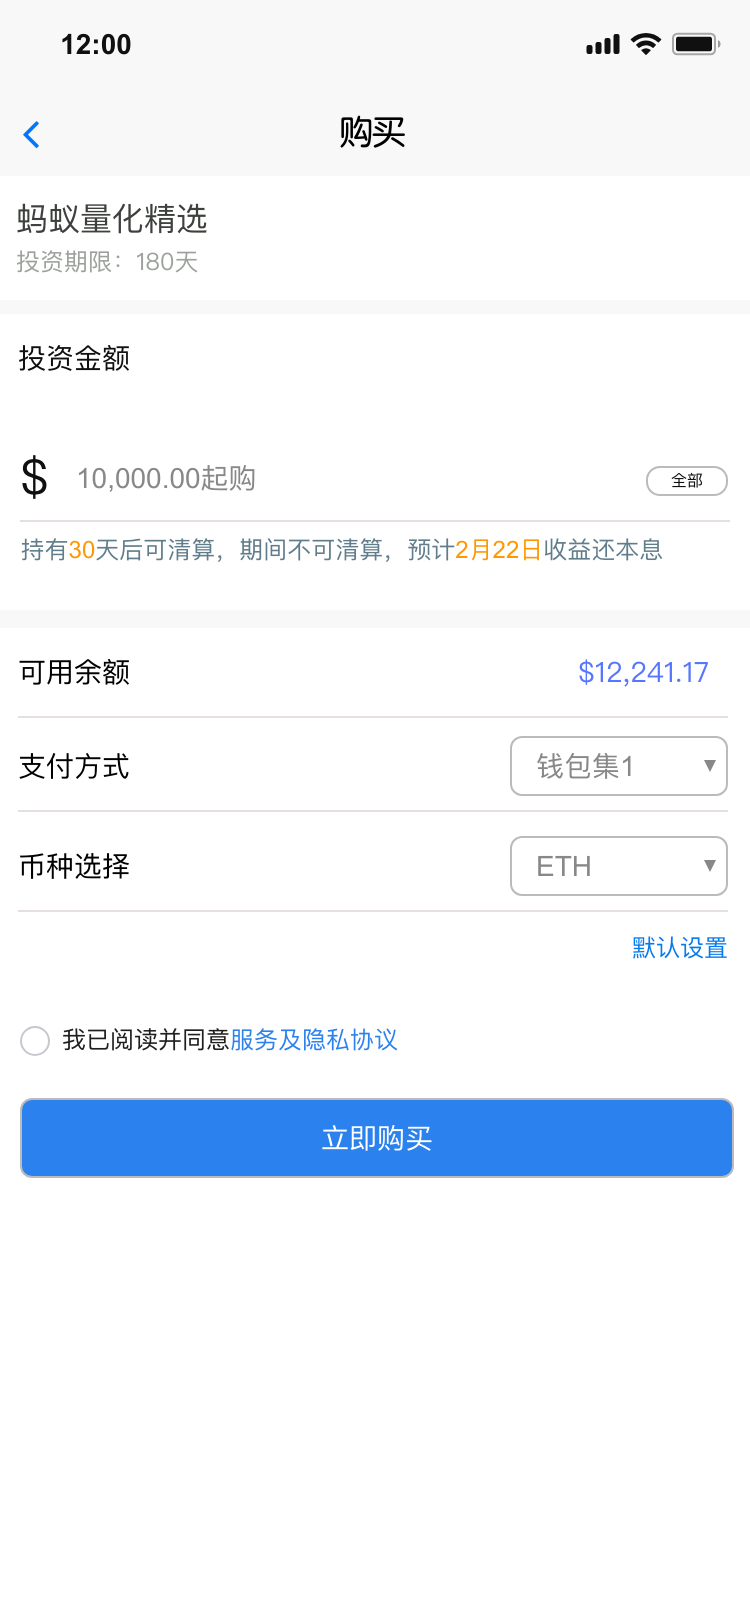 12:00
购买
蚂蚁量化精选
投资期限：180天
投资金额
$ 10,000.00起购 全部
持有30天后可清算，期间不可清算，预计2月22日收益还本息
可用余额 $12,241.17
支付方式 钱包集1 ▼
币种选择 ETH ▼
默认设置
我已阅读并同意服务及隐私协议
立即购买